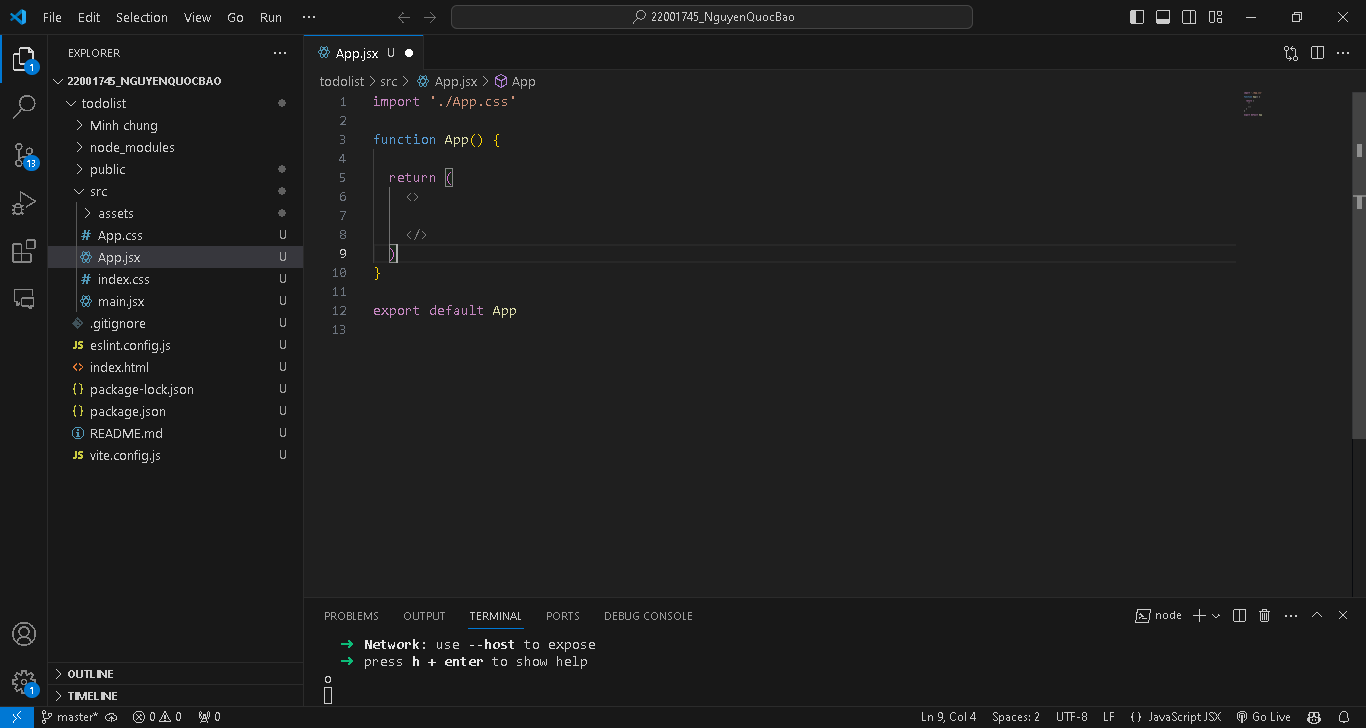 File Edit Selection View Go Run ···
22001745_NguyenQuocBao
EXPLORER ···
1
13
1
22001745_NGUYENQUOCBAO
todolist
Minh chung
node_modules
public
src
assets
# App.css U
App.jsx U
# index.css U
main.jsx U
.gitignore U
JS eslint.config.js U
<> index.html U
{} package-lock.json U
{} package.json U
README.md U
JS vite.config.js U
OUTLINE
TIMELINE
App.jsx U
todolist > src > App.jsx > App
1 import './App.css'
2
3 function App() {
4
5 return (
6 <>
7
8 </>
9 )
10 }
11
12 export default App
13
PROBLEMS OUTPUT TERMINAL PORTS DEBUG CONSOLE
node
➜ Network: use --host to expose
➜ press h + enter to show help
o
master* 0 0 0
Ln 9, Col 4 Spaces: 2 UTF-8 LF {} JavaScript JSX Go Live